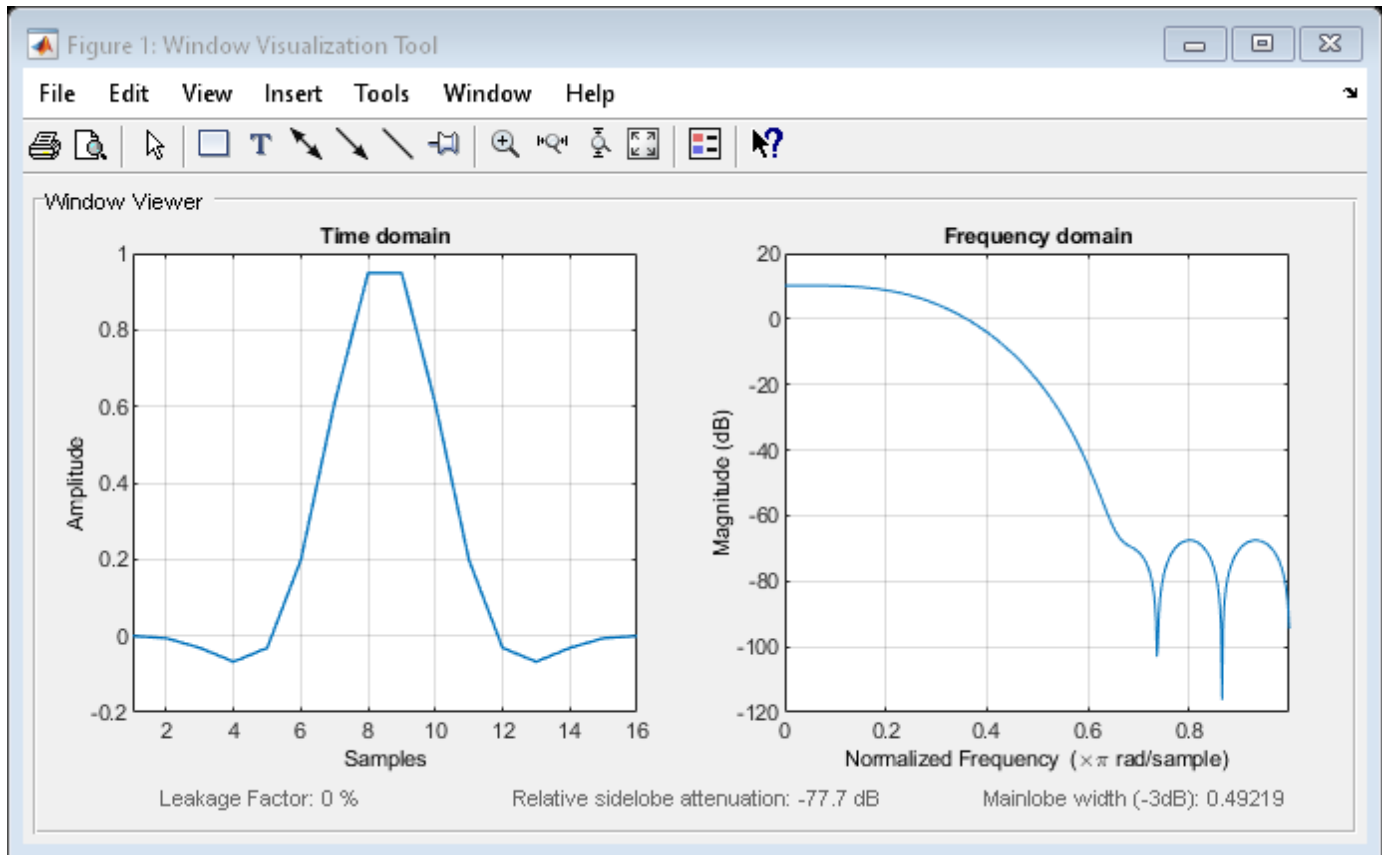 Figure 1: Window Visualization Tool
File Edit View Insert Tools Window Help
T
?
Window Viewer
Time domain
1
0.8
0.6
0.4
0.2
0
-0.2
Amplitude
2 4 6 8 10 12 14 16
Samples
Frequency domain
20
0
-20
-40
-60
-80
-100
-120
Magnitude (dB)
0 0.2 0.4 0.6 0.8
Normalized Frequency (×π rad/sample)
Leakage Factor: 0 % Relative sidelobe attenuation: -77.7 dB Mainlobe width (-3dB): 0.49219